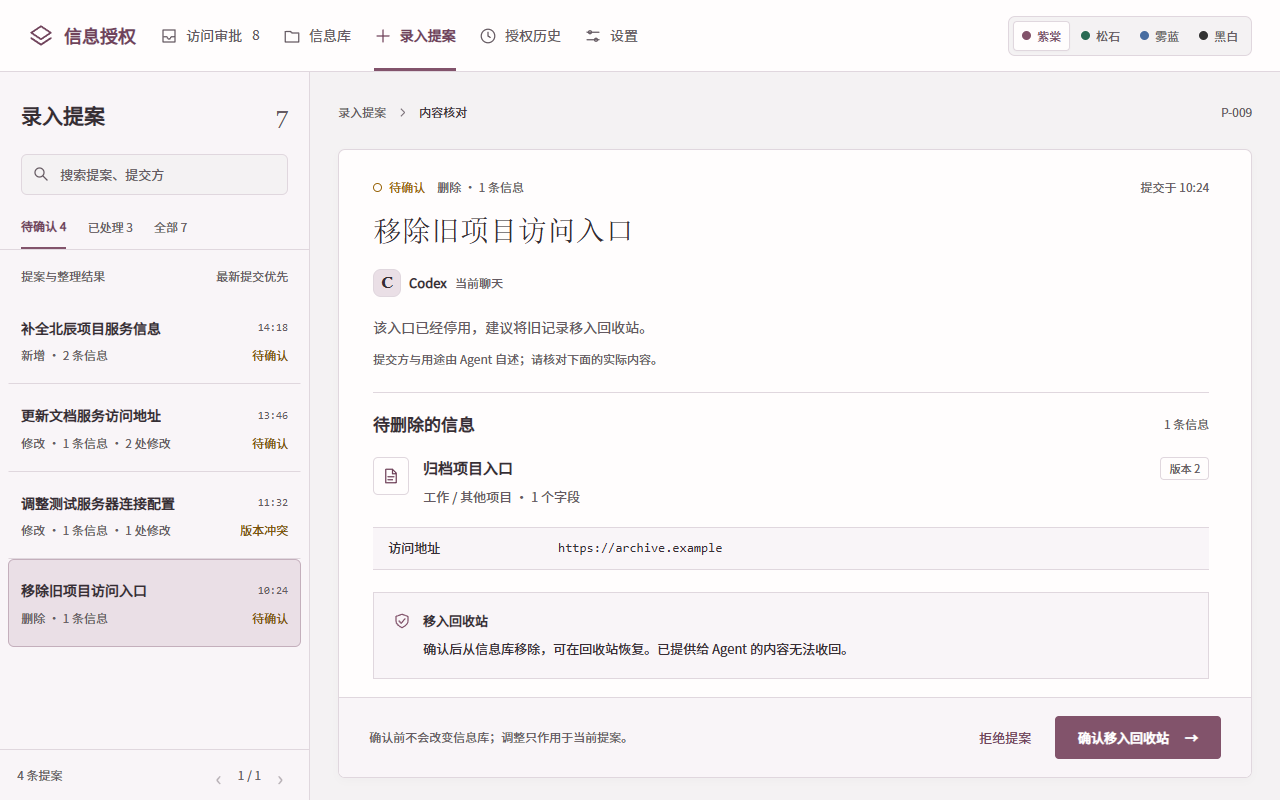 信息授权
访问审批 8
信息库
录入提案
授权历史
设置
紫棠
松石
雾蓝
黑白
录入提案 7
搜索提案、提交方
待确认 4
已处理 3
全部 7
提案与整理结果 最新提交优先
补全北辰项目服务信息 14:18
新增 · 2 条信息 待确认
更新文档服务访问地址 13:46
修改 · 1 条信息 · 2 处修改 待确认
调整测试服务器连接配置 11:32
修改 · 1 条信息 · 1 处修改 版本冲突
移除旧项目访问入口 10:24
删除 · 1 条信息 待确认
4 条提案 ‹ 1 / 1 ›
录入提案 > 内容核对 P-009
待确认 删除 · 1 条信息 提交于 10:24
移除旧项目访问入口
C Codex 当前聊天
该入口已经停用，建议将旧记录移入回收站。
提交方与用途由 Agent 自述；请核对下面的实际内容。
待删除的信息 1 条信息
归档项目入口 版本 2
工作 / 其他项目 · 1 个字段
访问地址 https://archive.example
移入回收站
确认后从信息库移除，可在回收站恢复。已提供给 Agent 的内容无法收回。
确认前不会改变信息库；调整只作用于当前提案。
拒绝提案
确认移入回收站 →